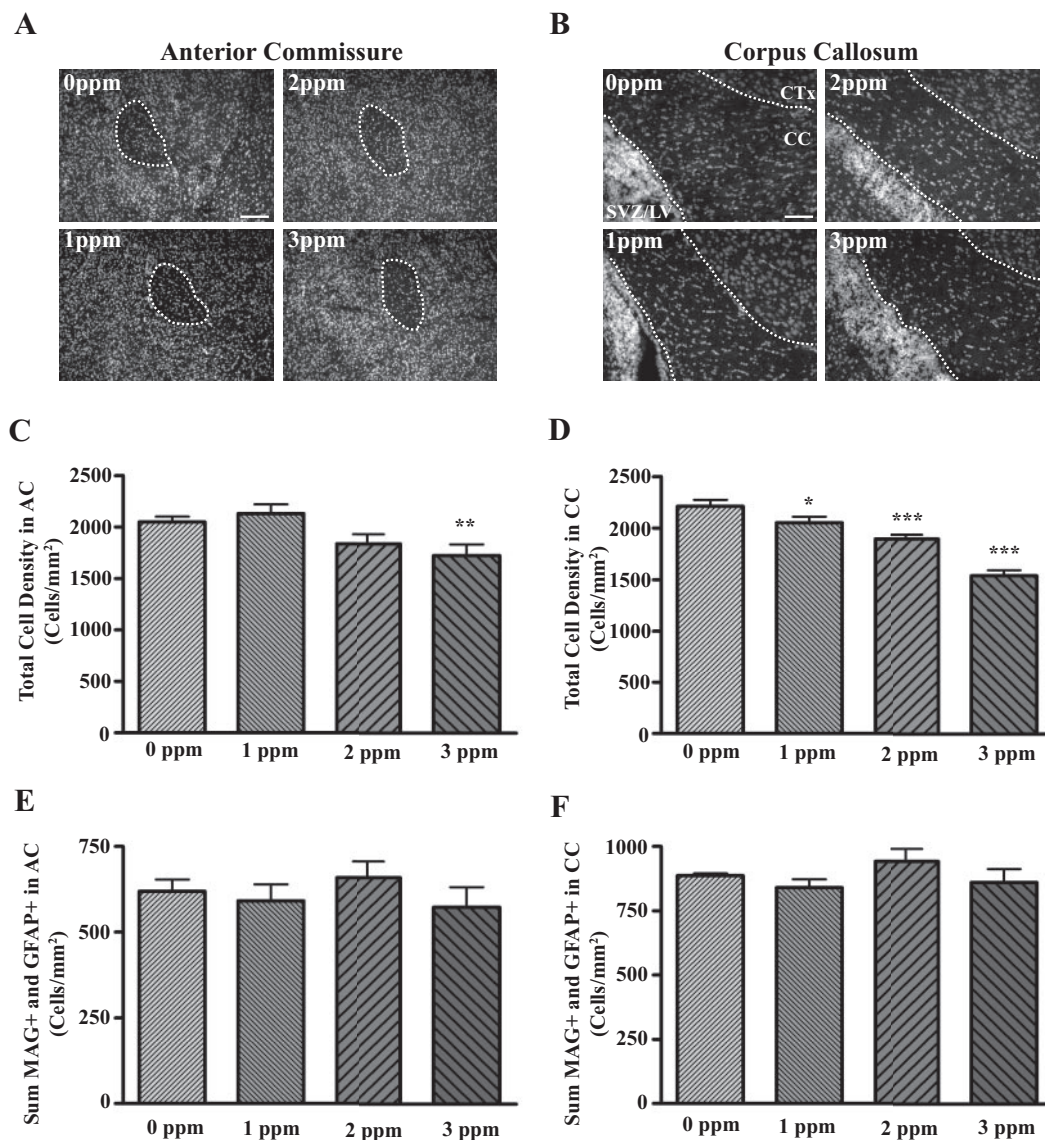 A
Anterior Commissure
0ppm
2ppm
1ppm
3ppm
B
Corpus Callosum
0ppm
CTx
CC
SVZ/LV
2ppm
1ppm
3ppm
C
Total Cell Density in AC
(Cells/mm²)
2500
2000
1500
1000
500
0
**
0 ppm
1 ppm
2 ppm
3 ppm
D
Total Cell Density in CC
(Cells/mm²)
2500
2000
1500
1000
500
0
*
***
***
0 ppm
1 ppm
2 ppm
3 ppm
E
Sum MAG+ and GFAP+ in AC
(Cells/mm²)
750
500
250
0
0 ppm
1 ppm
2 ppm
3 ppm
F
Sum MAG+ and GFAP+ in CC
(Cells/mm²)
1000
750
500
250
0
0 ppm
1 ppm
2 ppm
3 ppm